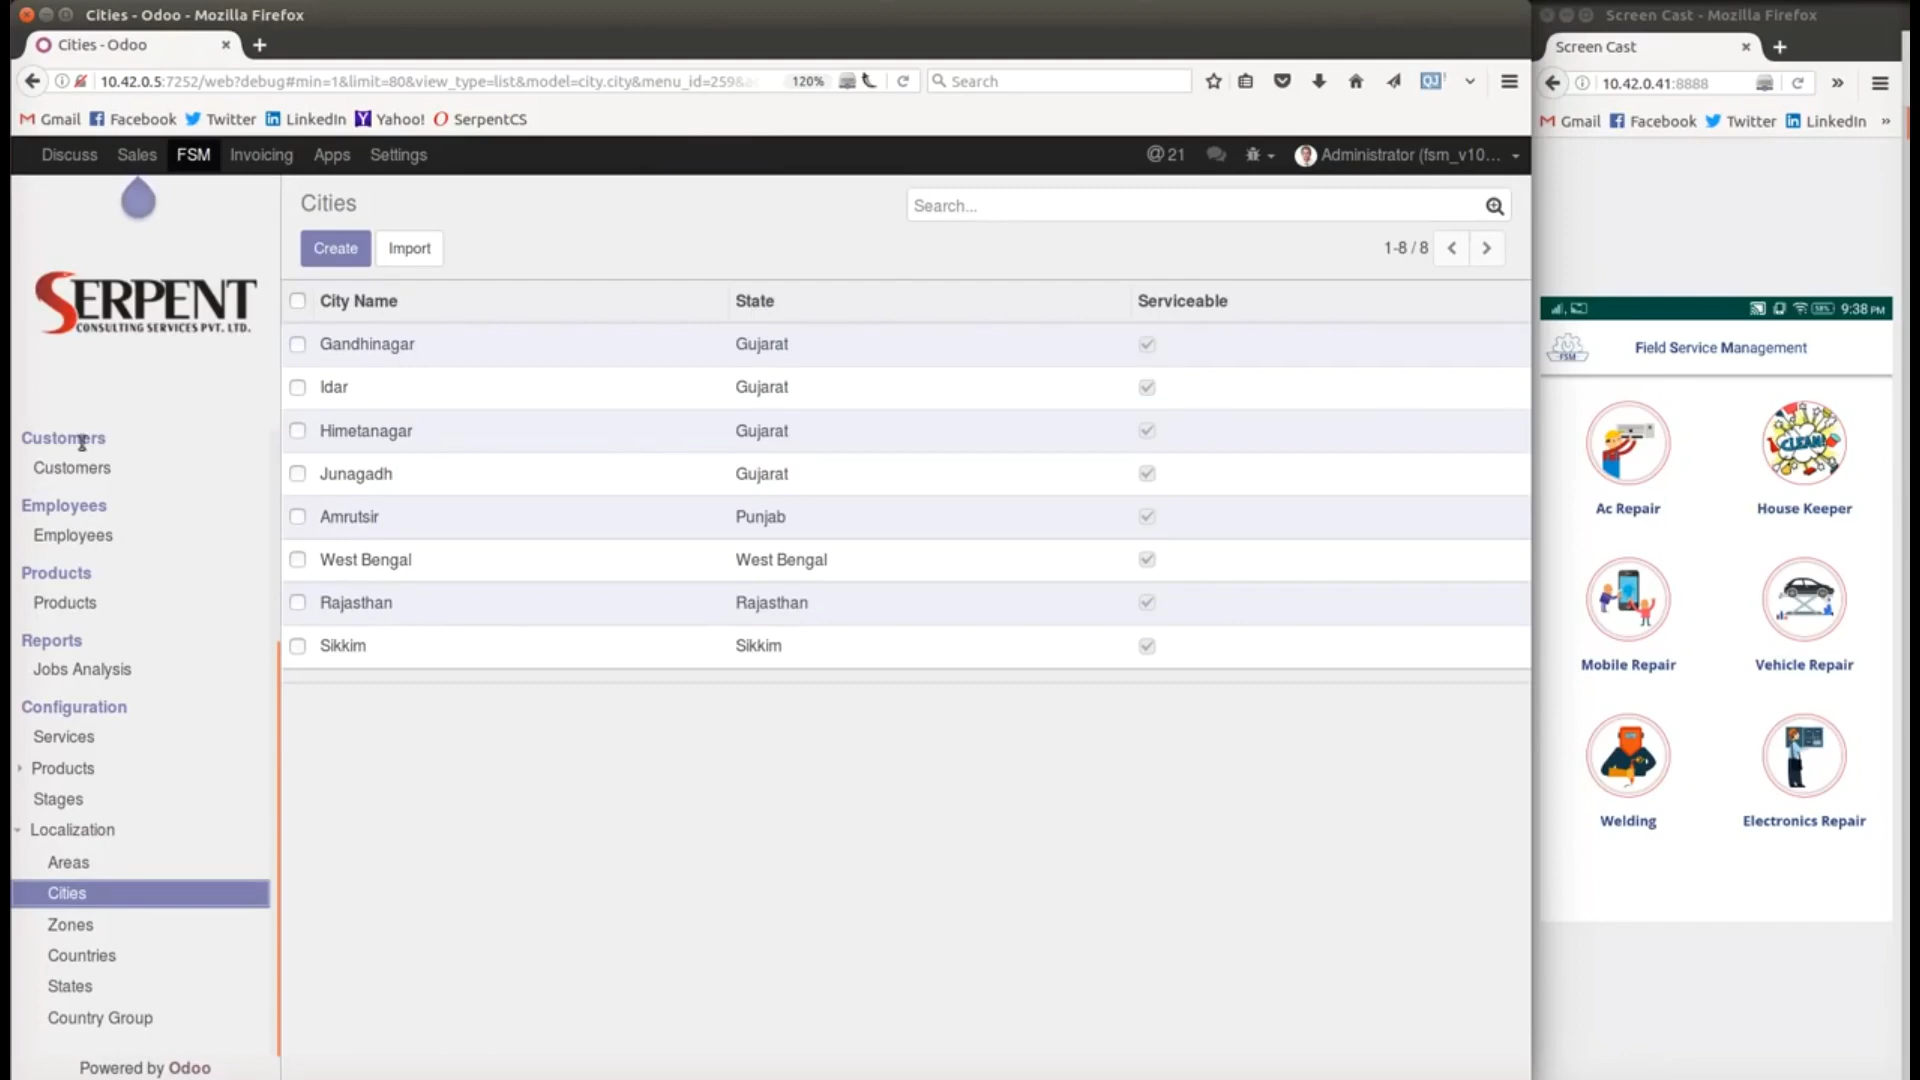 Cities - Odoo - Mozilla Firefox
Cities - Odoo
10.42.0.5:7252/web?debug#min=1&limit=80&view_type=list&model=city.city&menu_id=259&a
120%
Search
Gmail Facebook Twitter LinkedIn Yahoo! SerpentCS
Discuss Sales FSM Invoicing Apps Settings
@ 21
Administrator (fsm_v10...
SERPENT
CONSULTING SERVICES PVT. LTD.
Customers
Customers
Employees
Employees
Products
Products
Reports
Jobs Analysis
Configuration
Services
Products
Stages
Localization
Areas
Cities
Zones
Countries
States
Country Group
Powered by Odoo
Cities
Search...
Create Import
1-8 / 8
City Name State Serviceable
Gandhinagar Gujarat
Idar Gujarat
Himetanagar Gujarat
Junagadh Gujarat
Amrutsir Punjab
West Bengal West Bengal
Rajasthan Rajasthan
Sikkim Sikkim
Screen Cast - Mozilla Firefox
Screen Cast
10.42.0.41:8888
Gmail Facebook Twitter LinkedIn
58% 9:38 PM
FSM
Field Service Management
CLEAN!
Ac Repair House Keeper
Mobile Repair Vehicle Repair
Welding Electronics Repair